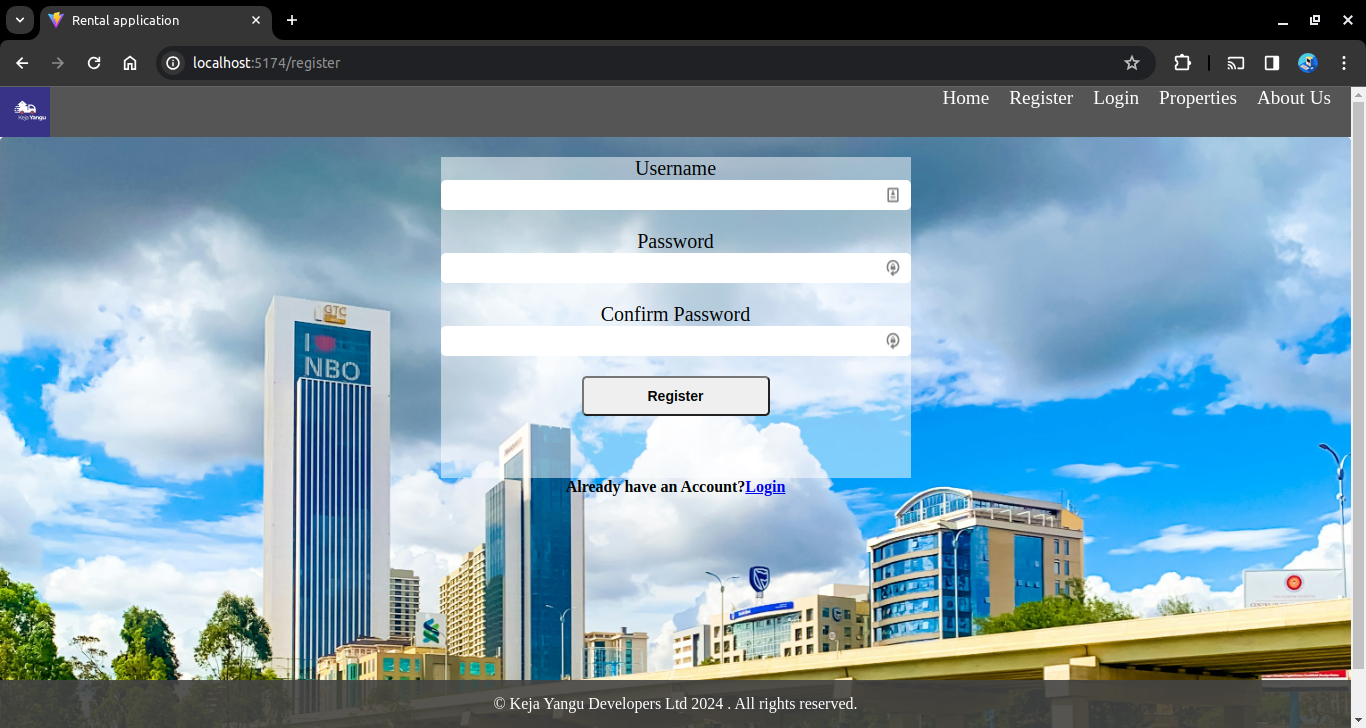 Rental application
localhost:5174/register
Keja Yangu
Home Register Login Properties About Us
Username
Password
Confirm Password
Register
Already have an Account?Login
GTC
I
NBO
© Keja Yangu Developers Ltd 2024 . All rights reserved.